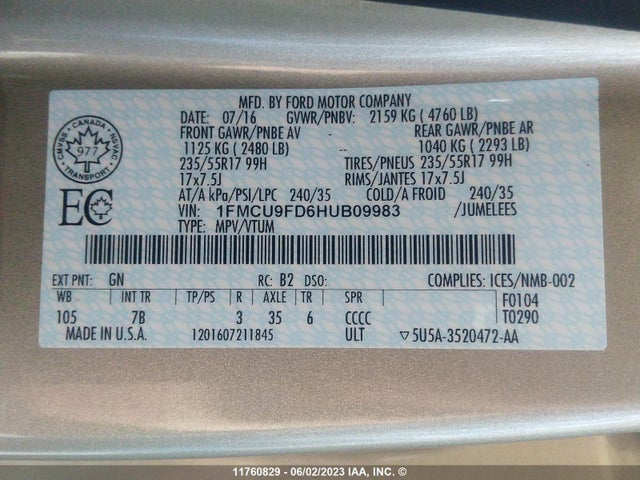 MFD. BY FORD MOTOR COMPANY
DATE: 07/16 GVWR/PNBV: 2159 KG ( 4760 LB)
FRONT GAWR/PNBE AV - REAR GAWR/PNBE AR
1125 KG ( 2480 LB) -- 1040 KG ( 2293 LB)
235/55R17 99H TIRES/PNEUS 235/55R17 99H
17x7.5J RIMS/JANTES 17x7.5J
AT/A kPa/PSI/LPC 240/35 COLD/A FROID 240/35
VIN: 1FMCU9FD6HUB09983 /JUMELEES
TYPE: MPV/VTUM
CANADA
CMVSS NSVAC
977
TRANSPORT
EC
EXT PNT: GN RC: B2 DSO: COMPLIES: ICES/NMB-002
WB INT TR TP/PS R AXLE TR SPR F0104
105 7B 3 35 6 CCCC T0290
MADE IN U.S.A. 1201607211845 ULT ▽5U5A-3520472-AA
11760829 - 06/02/2023 IAA, INC. ©